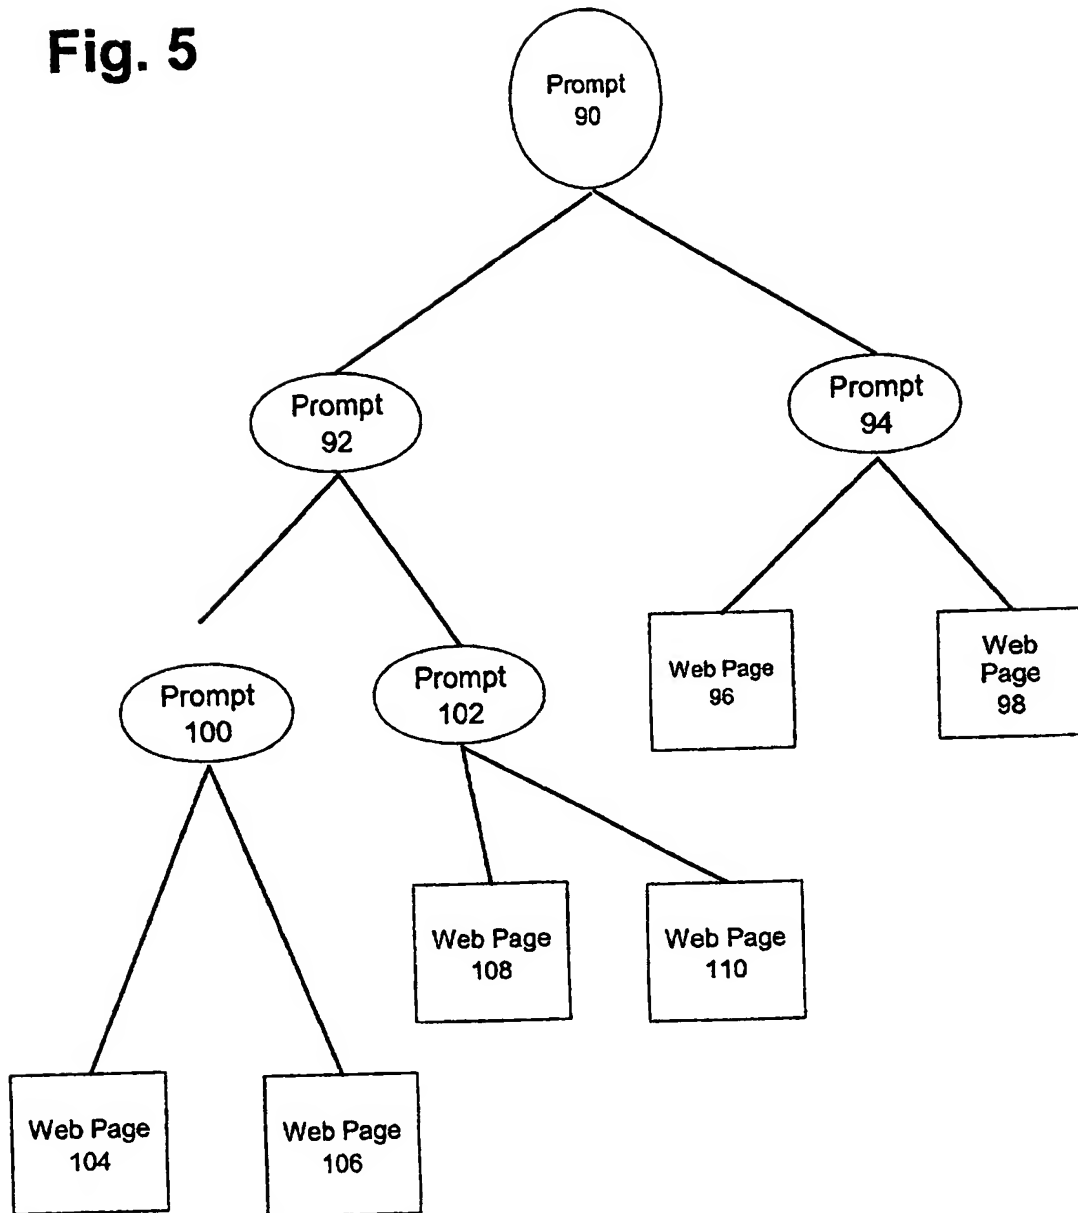 Fig. 5
Prompt
90
Prompt
92
Prompt
94
Prompt
100
Prompt
102
Web Page
96
Web
Page
98
Web Page
108
Web Page
110
Web Page
104
Web Page
106